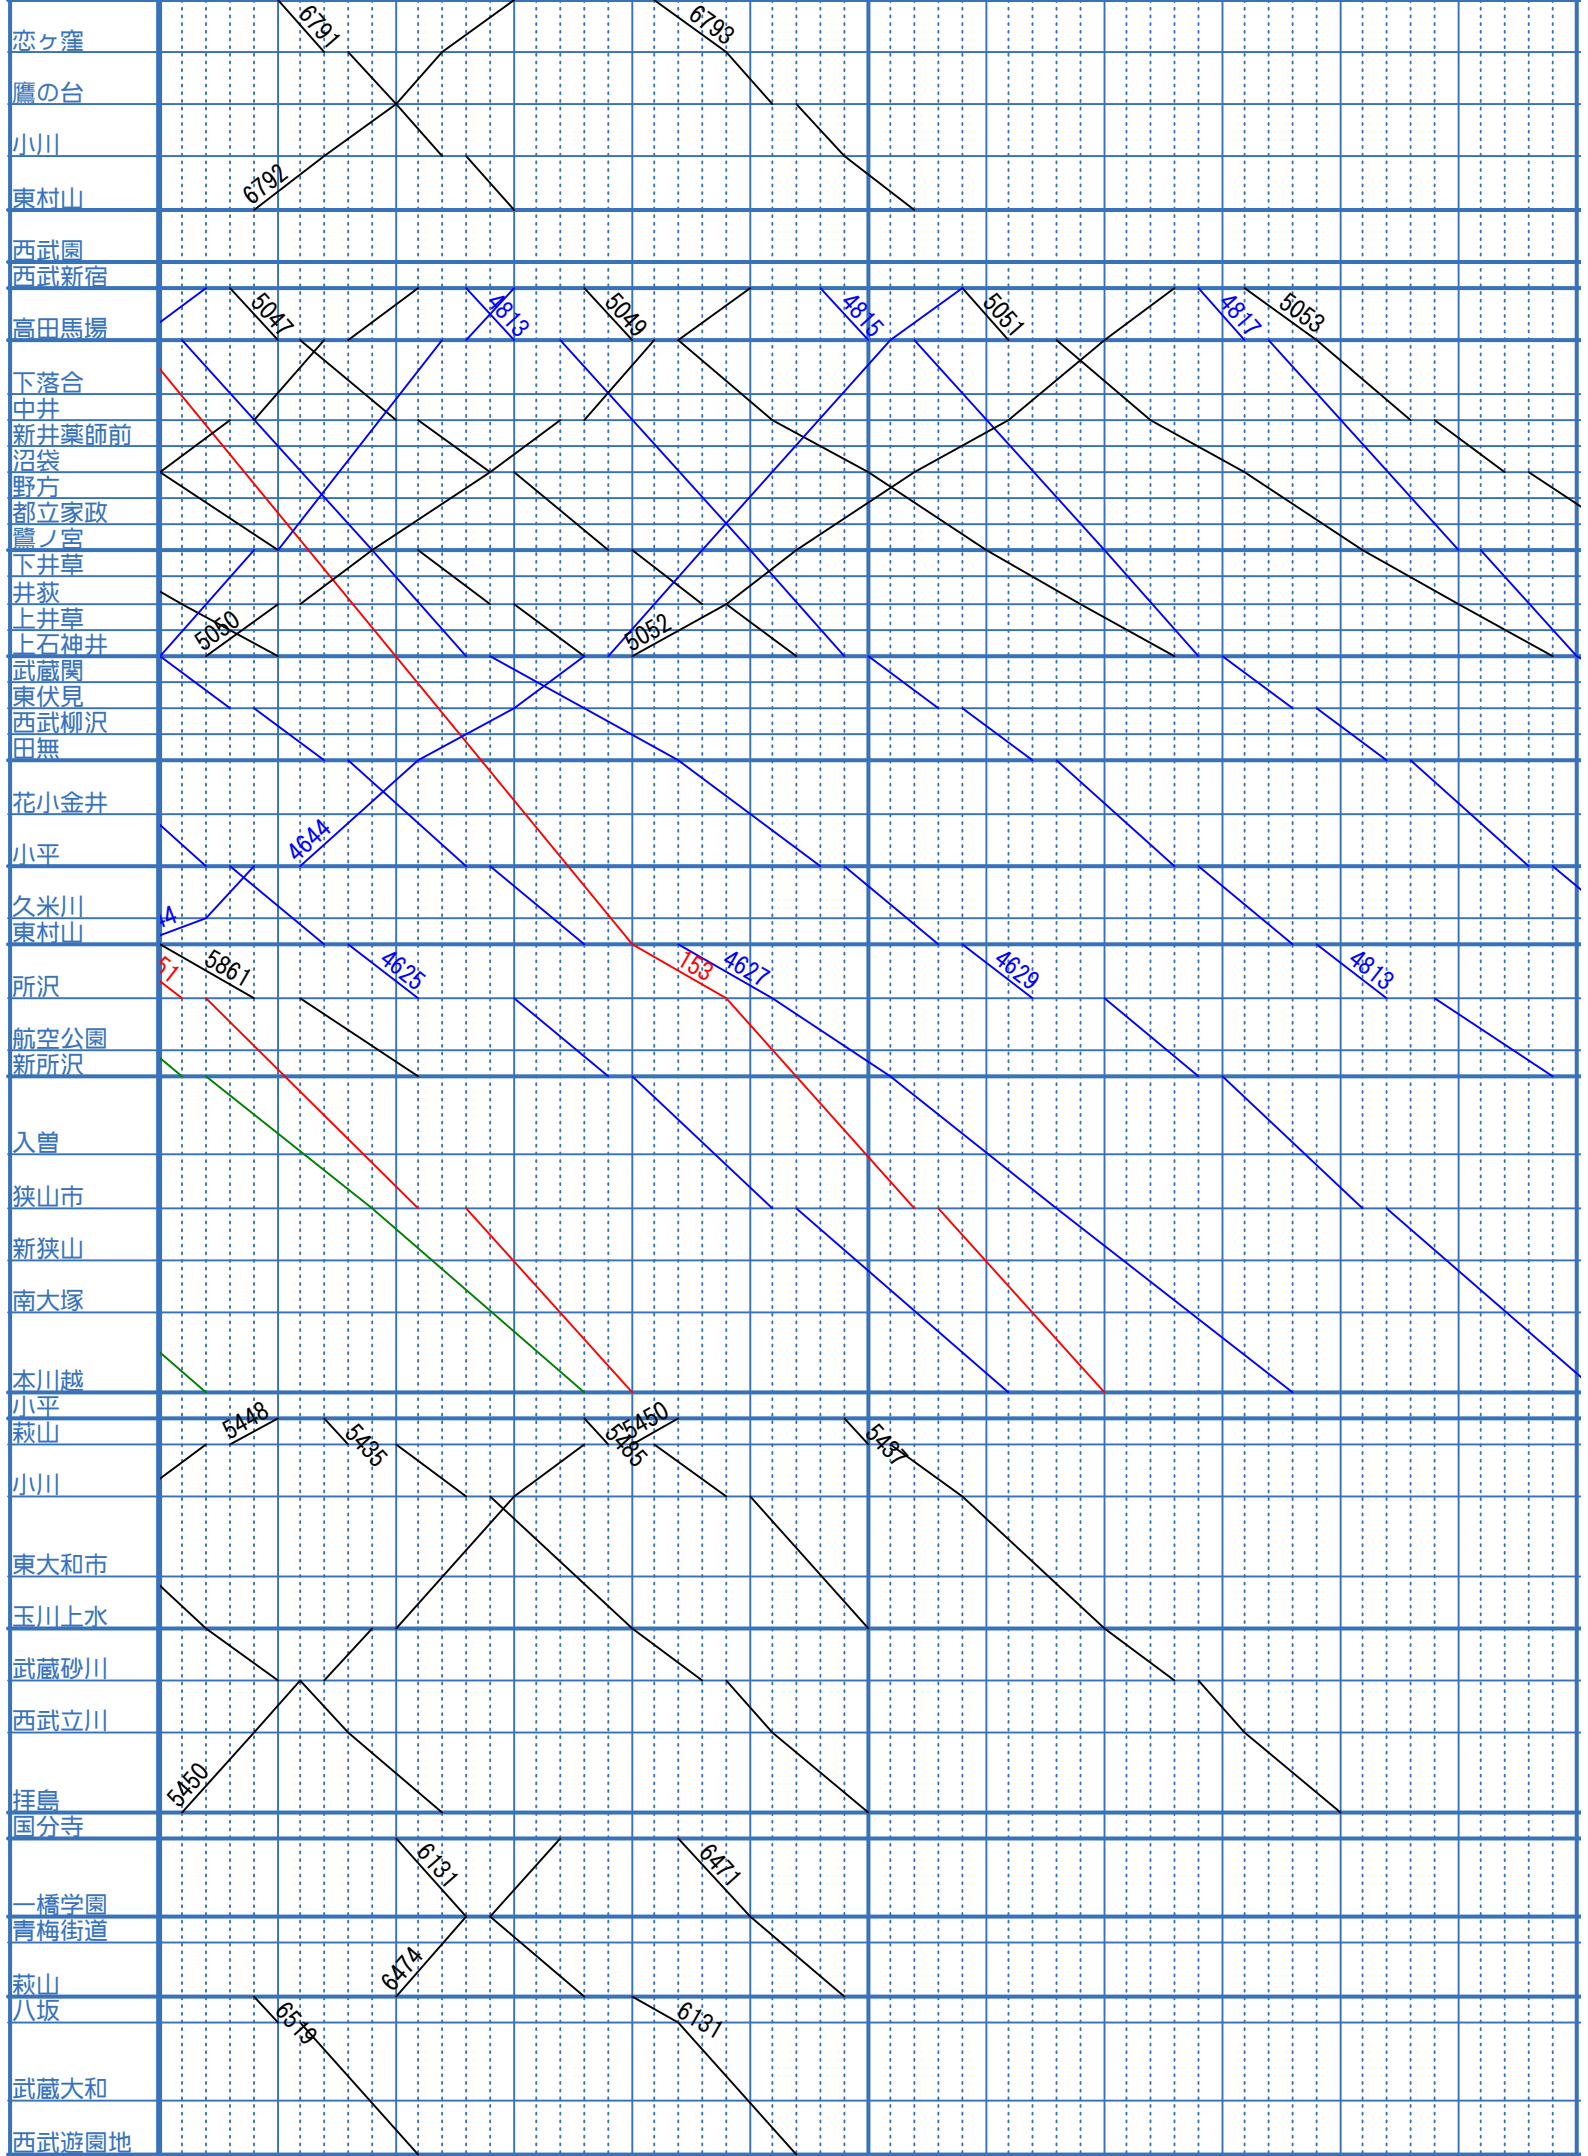 6791
6793
恋ヶ窪
鷹の台
小川
6792
東村山
西武園
西武新宿
5047
4813
5049
4815
5051
4817
5053
高田馬場
下落合
中井
新井薬師前
沼袋
野方
都立家政
鷺ノ宮
下井草
井荻
上井草
5050
5052
上石神井
武蔵関
東伏見
西武柳沢
田無
花小金井
4644
小平
久米川
44
東村山
51
5861
4625
153
4627
4629
4813
所沢
航空公園
新所沢
入曽
狭山市
新狭山
南大塚
本川越
小平
5448
5435
5450
5485
5437
萩山
小川
東大和市
玉川上水
武蔵砂川
西武立川
5450
拝島
国分寺
6131
6471
一橋学園
青梅街道
6474
萩山
八坂
6519
6131
武蔵大和
西武遊園地